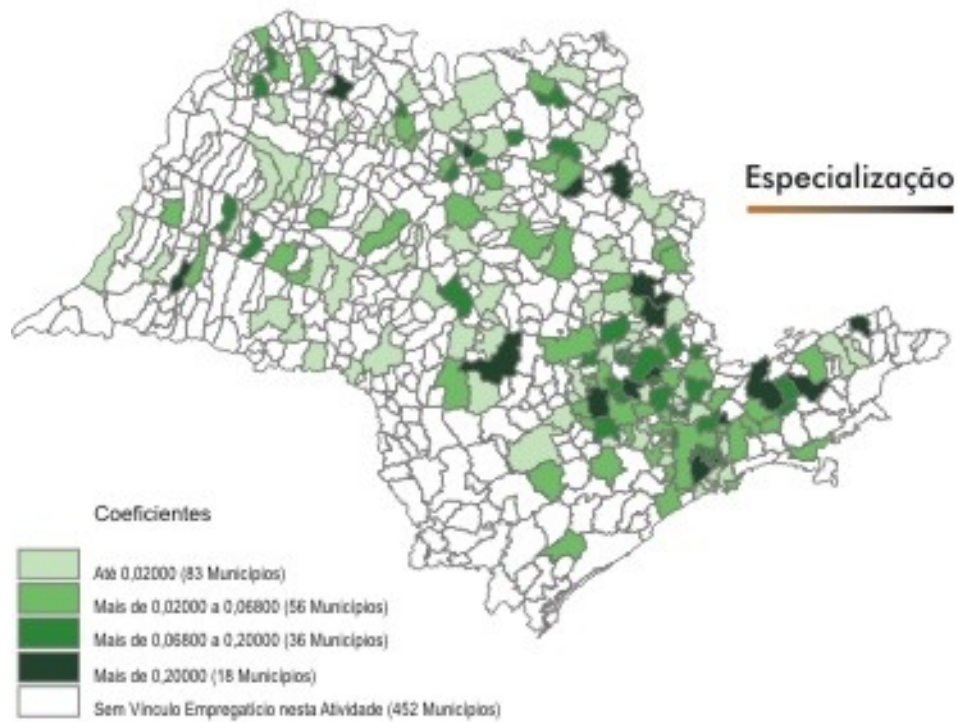 Especialização
Coeficientes
Até 0,02000 (83 Municípios)
Mais de 0,02000 a 0,06800 (56 Municípios)
Mais de 0,06800 a 0,20000 (36 Municípios)
Mais de 0,20000 (18 Municípios)
Sem Vínculo Empregatício nesta Atividade (452 Municípios)